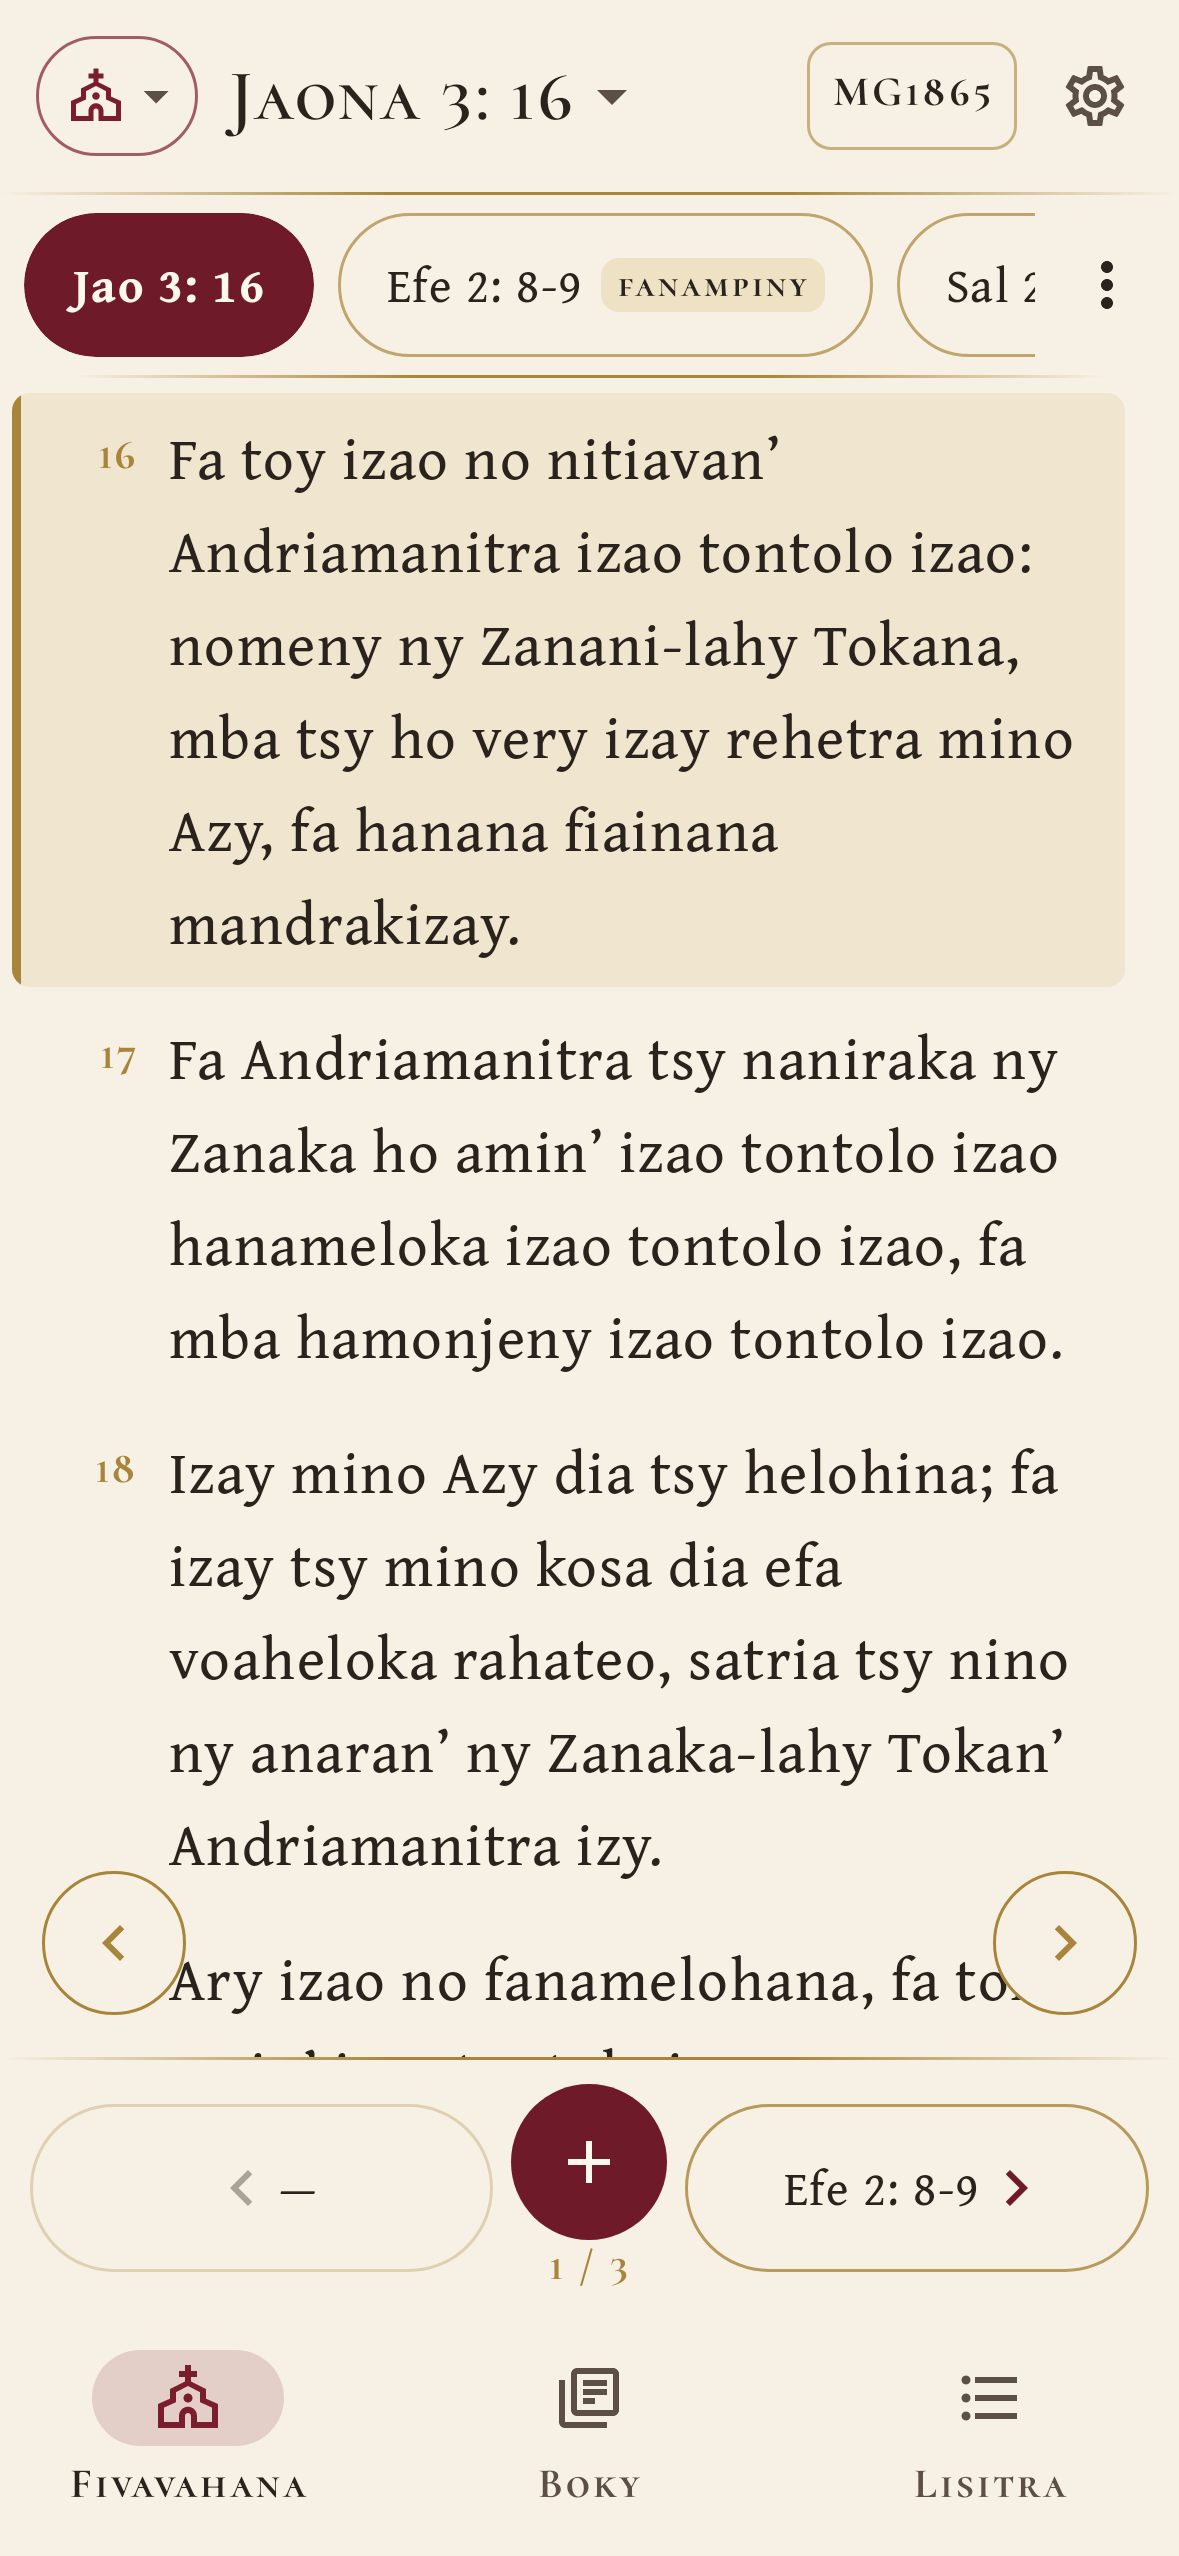 Jaona 3: 16
MG1865
Jao 3: 16
Efe 2: 8-9 FANAMPINY
Sal 2
16 Fa toy izao no nitiavan’
Andriamanitra izao tontolo izao:
nomeny ny Zanani-lahy Tokana,
mba tsy ho very izay rehetra mino
Azy, fa hanana fiainana
mandrakizay.
17 Fa Andriamanitra tsy naniraka ny
Zanaka ho amin’ izao tontolo izao
hanameloka izao tontolo izao, fa
mba hamonjeny izao tontolo izao.
18 Izay mino Azy dia tsy helohina; fa
izay tsy mino kosa dia efa
voaheloka rahateo, satria tsy nino
ny anaran’ ny Zanaka-lahy Tokan’
Andriamanitra izy.
Ary izao no fanamelohana, fa
—
1 / 3
Efe 2: 8-9
Fivavahana
Boky
Lisitra